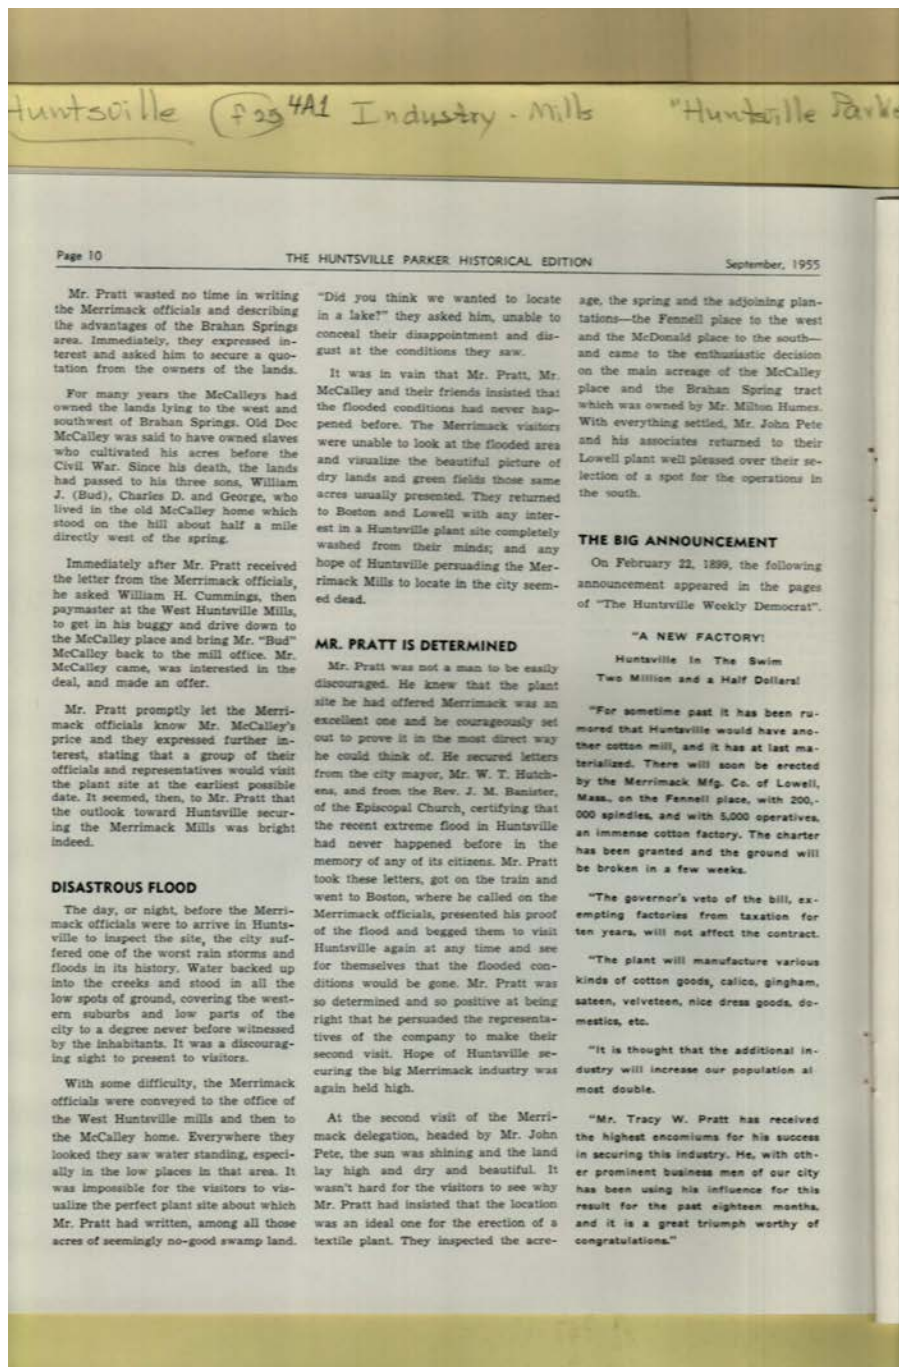 Huntsville f 23 4A1 Industry - Mills "Huntsville Parke
Page 10
THE HUNTSVILLE PARKER HISTORICAL EDITION
September, 1955
Mr. Pratt wasted no time in writing
the Merrimack officials and describing
the advantages of the Brahan Springs
area. Immediately, they expressed in-
terest and asked him to secure a quo-
tation from the owners of the lands.
For many years the McCalleys had
owned the lands lying to the west and
southwest of Brahan Springs. Old Doc
McCalley was said to have owned slaves
who cultivated his acres before the
Civil War. Since his death, the lands
had passed to his three sons, William
J. (Bud), Charles D. and George, who
lived in the old McCalley home which
stood on the hill about half a mile
directly west of the spring.
Immediately after Mr. Pratt received
the letter from the Merrimack officials,
he asked William H. Cummings, then
paymaster at the West Huntsville Mills,
to get in his buggy and drive down to
the McCalley place and bring Mr. "Bud"
McCalley back to the mill office. Mr.
McCalley came, was interested in the
deal, and made an offer.
Mr. Pratt promptly let the Merri-
mack officials know Mr. McCalley's
price and they expressed further in-
terest, stating that a group of their
officials and representatives would visit
the plant site at the earliest possible
date. It seemed, then, to Mr. Pratt that
the outlook toward Huntsville secur-
ing the Merrimack Mills was bright
indeed.
DISASTROUS FLOOD
The day, or night, before the Merri-
mack officials were to arrive in Hunts-
ville to inspect the site, the city suf-
fered one of the worst rain storms and
floods in its history. Water backed up
into the creeks and stood in all the
low spots of ground, covering the west-
ern suburbs and low parts of the
city to a degree never before witnessed
by the inhabitants. It was a discourag-
ing sight to present to visitors.
With some difficulty, the Merrimack
officials were conveyed to the office of
the West Huntsville mills and then to
the McCalley home. Everywhere they
looked they saw water standing, especi-
ally in the low places in that area. It
was impossible for the visitors to vis-
ualize the perfect plant site about which
Mr. Pratt had written, among all those
acres of seemingly no-good swamp land.
"Did you think we wanted to locate
in a lake?" they asked him, unable to
conceal their disappointment and dis-
gust at the conditions they saw.
It was in vain that Mr. Pratt, Mr.
McCalley and their friends insisted that
the flooded conditions had never hap-
pened before. The Merrimack visitors
were unable to look at the flooded area
and visualize the beautiful picture of
dry lands and green fields those same
acres usually presented. They returned
to Boston and Lowell with any inter-
est in a Huntsville plant site completely
washed from their minds; and any
hope of Huntsville persuading the Mer-
rimack Mills to locate in the city seem-
ed dead.
MR. PRATT IS DETERMINED
Mr. Pratt was not a man to be easily
discouraged. He knew that the plant
site he had offered Merrimack was an
excellent one and he courageously set
out to prove it in the most direct way
he could think of. He secured letters
from the city mayor, Mr. W. T. Hutch-
ens, and from the Rev. J. M. Banister,
of the Episcopal Church, certifying that
the recent extreme flood in Huntsville
had never happened before in the
memory of any of its citizens. Mr. Pratt
took these letters, got on the train and
went to Boston, where he called on the
Merrimack officials, presented his proof
of the flood and begged them to visit
Huntsville again at any time and see
for themselves that the flooded con-
ditions would be gone. Mr. Pratt was
so determined and so positive at being
right that he persuaded the representa-
tives of the company to make their
second visit. Hope of Huntsville se-
curing the big Merrimack industry was
again held high.
At the second visit of the Merri-
mack delegation, headed by Mr. John
Pete, the sun was shining and the land
lay high and dry and beautiful. It
wasn't hard for the visitors to see why
Mr. Pratt had insisted that the location
was an ideal one for the erection of a
textile plant. They inspected the acre-
age, the spring and the adjoining plan-
tations—the Fennell place to the west
and the McDonald place to the south—
and came to the enthusiastic decision
on the main acreage of the McCalley
place and the Brahan Spring tract
which was owned by Mr. Milton Humes.
With everything settled, Mr. John Pete
and his associates returned to their
Lowell plant well pleased over their se-
lection of a spot for the operations in
the south.
THE BIG ANNOUNCEMENT
On February 22, 1899, the following
announcement appeared in the pages
of "The Huntsville Weekly Democrat".
"A NEW FACTORY!
Huntsville In The Swim
Two Million and a Half Dollars!
"For sometime past it has been ru-
mored that Huntsville would have ano-
ther cotton mill, and it has at last ma-
terialized. There will soon be erected
by the Merrimack Mfg. Co. of Lowell,
Mass., on the Fennell place, with 200,-
000 spindles, and with 5,000 operatives,
an immense cotton factory. The charter
has been granted and the ground will
be broken in a few weeks.
"The governor's veto of the bill, ex-
empting factories from taxation for
ten years, will not affect the contract.
"The plant will manufacture various
kinds of cotton goods, calico, gingham,
sateen, velveteen, nice dress goods, do-
mestics, etc.
"It is thought that the additional in-
dustry will increase our population al
most double.
"Mr. Tracy W. Pratt has received
the highest encomiums for his success
in securing this industry. He, with oth-
er prominent business men of our city
has been using his influence for this
result for the past eighteen months,
and it is a great triumph worthy of
congratulations."